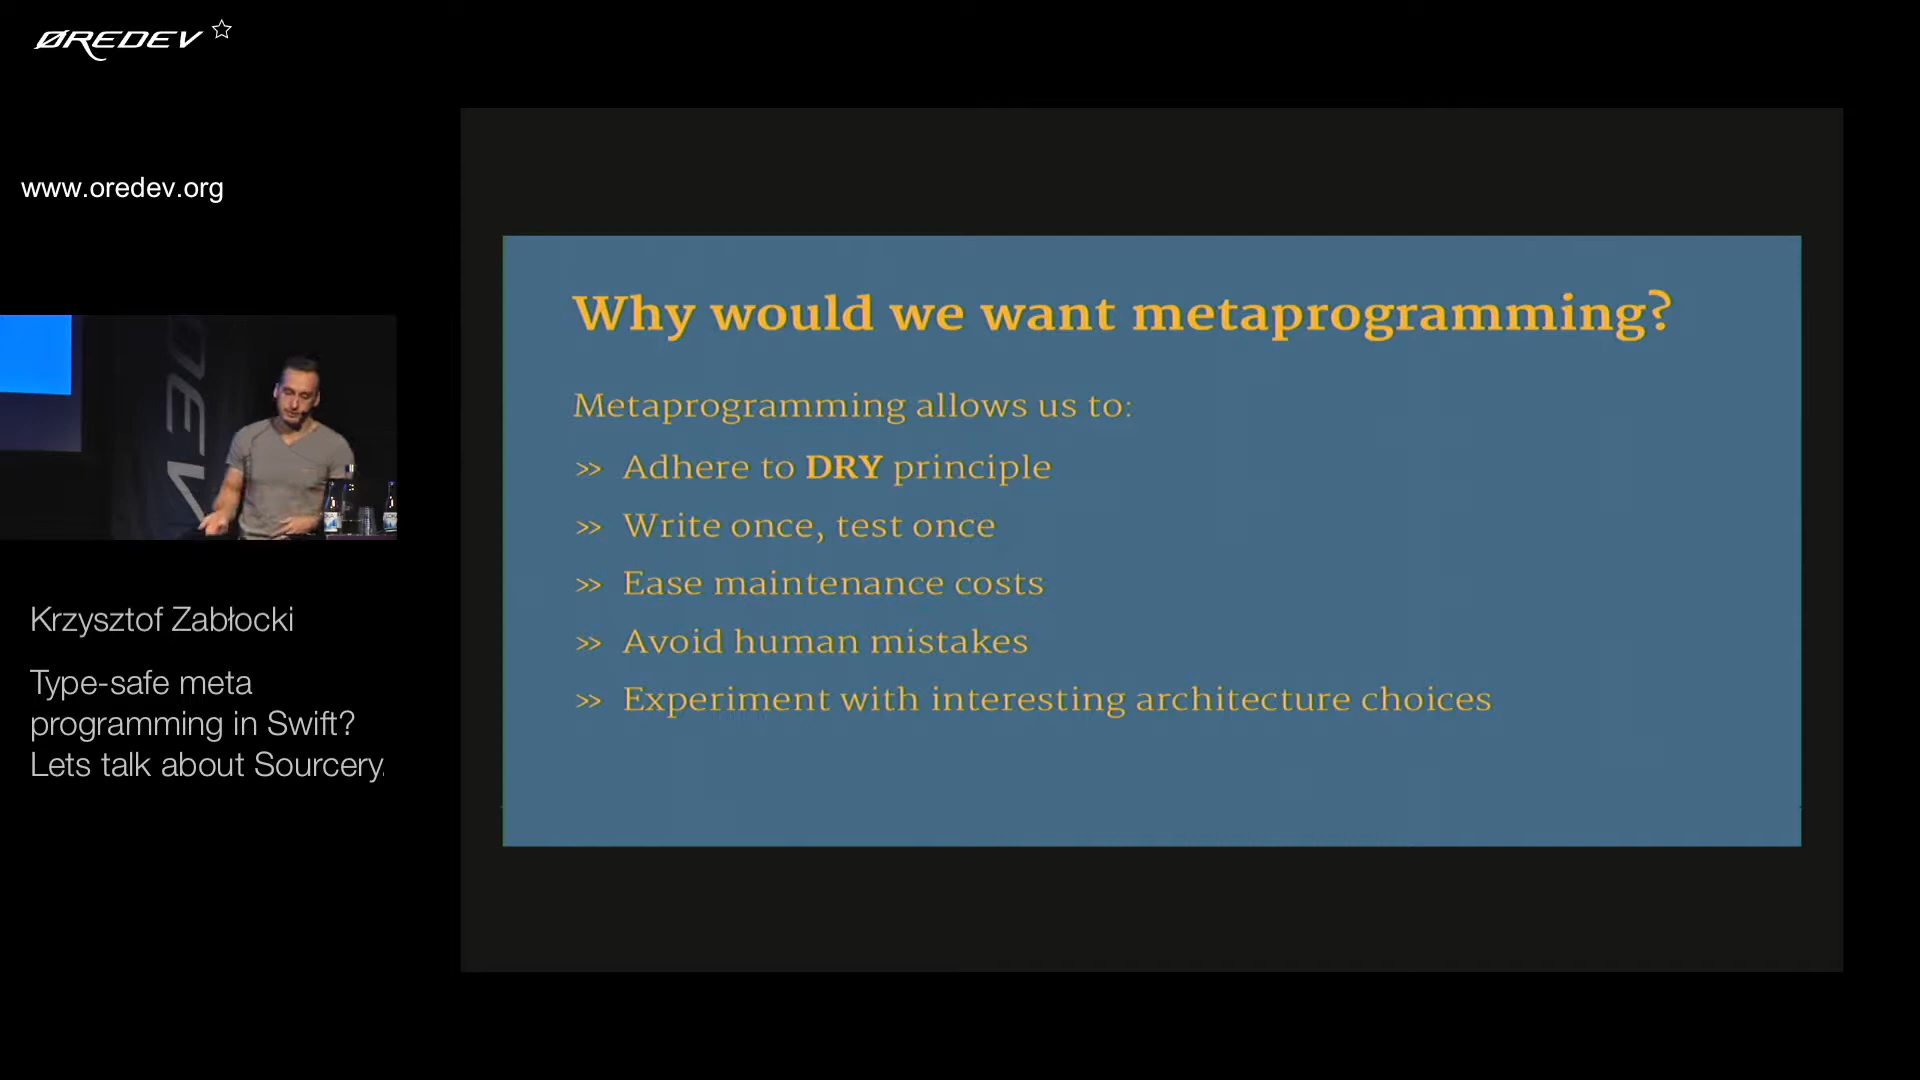 ØREDEV
www.oredev.org
Why would we want metaprogramming?
Metaprogramming allows us to:
>> Adhere to DRY principle
>> Write once, test once
>> Ease maintenance costs
>> Avoid human mistakes
>> Experiment with interesting architecture choices
Krzysztof Zabłocki
Type-safe meta
programming in Swift?
Lets talk about Sourcery.